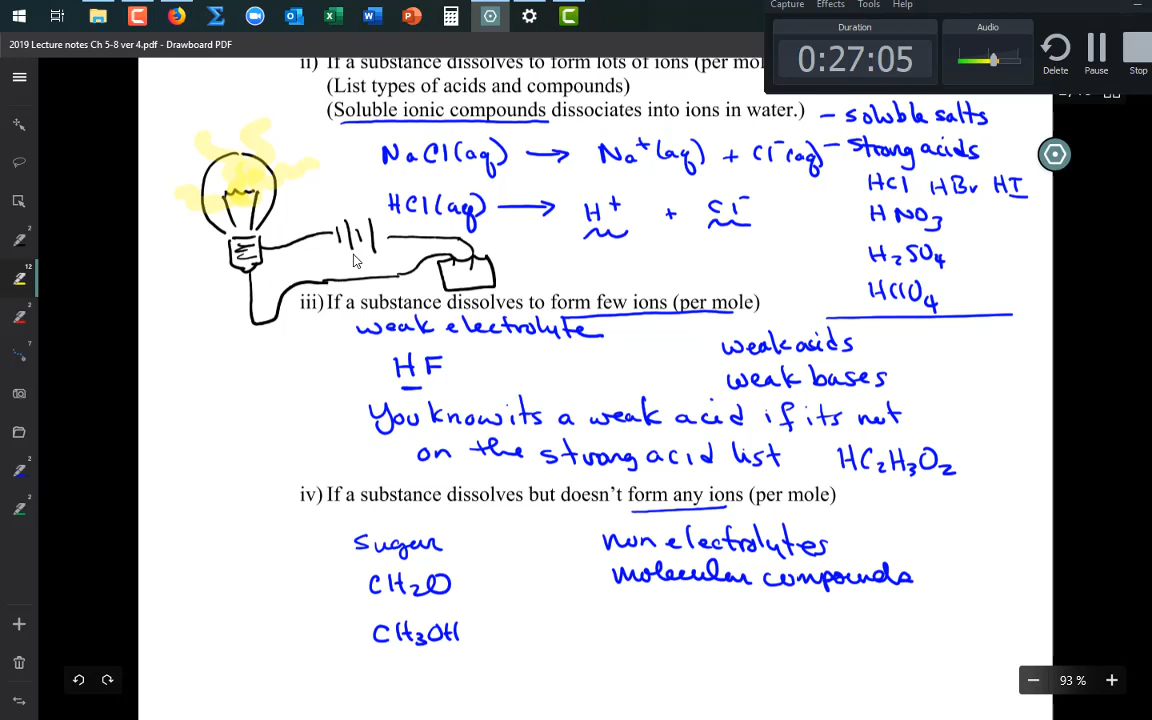 Capture Effects Tools Help
2019 Lecture notes Ch 5-8 ver 4.pdf - Drawboard PDF
Duration Audio
0:27:05
Delete Pause Stop
ii) If a substance dissolves to form lots of ions (per mol
(List types of acids and compounds)
(Soluble ionic compounds dissociates into ions in water.) - soluble salts
NaCl(aq) → Na⁺(aq) + Cl⁻(aq) - strong acids
HCl HBr HI
HCl(aq) → H⁺ + Cl⁻ HNO₃
H₂SO₄
HClO₄
iii) If a substance dissolves to form few ions (per mole)
weak electrolyte
weak acids
HF
weak bases
You know its a weak acid if its not
on the strong acid list HC₂H₃O₂
iv) If a substance dissolves but doesn't form any ions (per mole)
sugar non electrolytes
CH₂O molecular compounds
CH₃OH
93 %